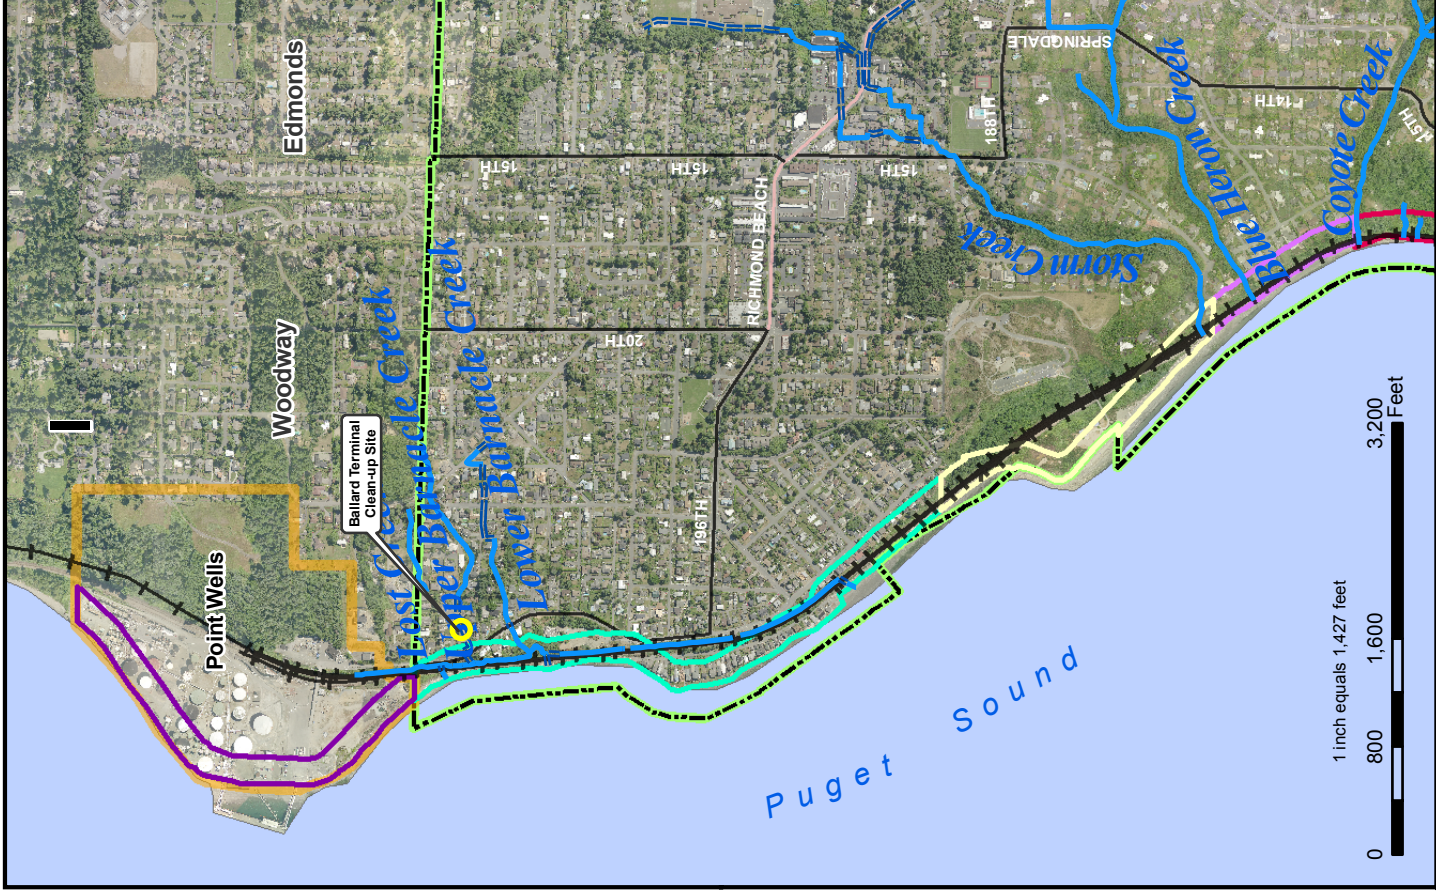 Edmonds
Woodway
Point Wells
Ballard Terminal
Clean-up Site
Lost Creek
Upper Barnacle Creek
Lower Barnacle Creek
15TH
15TH
15TH
20TH
RICHMOND BEACH
196TH
188TH
SPRINGDALE
14TH
15TH
Storm Creek
Blue Heron Creek
Coyote Creek
Puget Sound
1 inch equals 1,427 feet
0 800 1,600 3,200
Feet